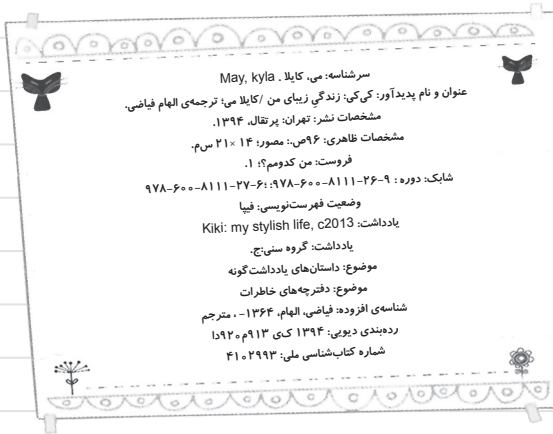 سرشناسه: می، کایلا . May, kyla
عنوان و نام پدیدآور: کی‌کی: زندگیِ زیبای من /کایلا می؛ ترجمه‌ی الهام فیاضی.
مشخصات نشر: تهران: پرتقال، ۱۳۹۴.
مشخصات ظاهری: ۹۶ص.: مصور؛ ۱۴ ×۲۱ س‌م.
فروست: من کدومم؟؛ ۱.
شابک: دوره : ۹-۲۶-۸۱۱۱-۶۰۰-۹۷۸؛ :۶-۲۷-۸۱۱۱-۶۰۰-۹۷۸
وضعیت فهرست‌نویسی: فیپا
یادداشت: Kiki: my stylish life, c2013
یادداشت: گروه سنی:ج.
موضوع: داستان‌های یادداشت‌گونه
موضوع: دفترچه‌های خاطرات
شناسه‌ی افزوده: فیاضی، الهام، ۱۳۶۴- ، مترجم
رده‌بندی دیویی: ۱۳۹۴ ک‌ی ۹۱۳م۹۲۰دا
شماره کتاب‌شناسی ملی: ۴۱۰۲۹۹۳